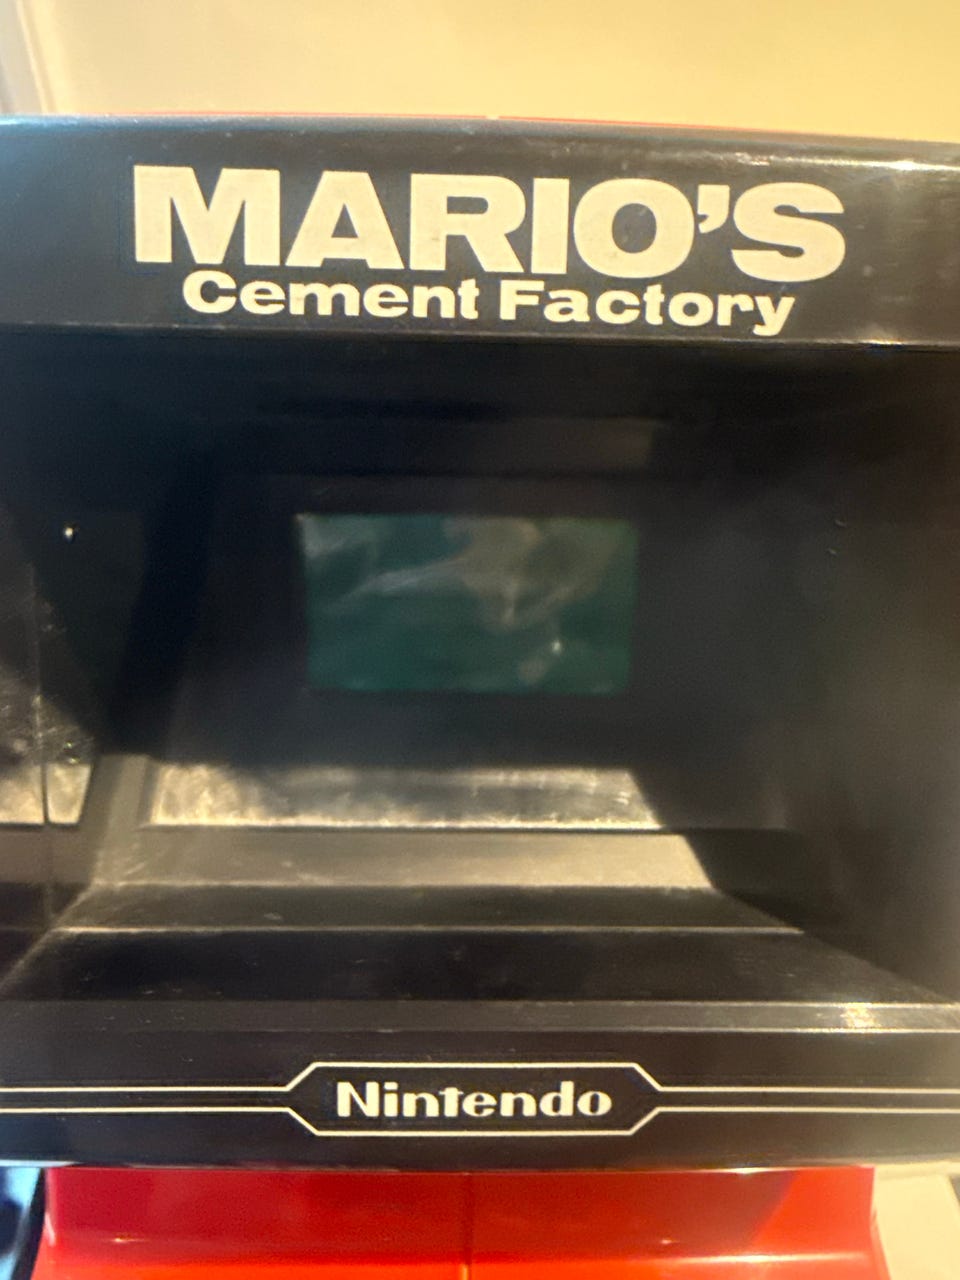 MARIO'S
Cement Factory
Nintendo